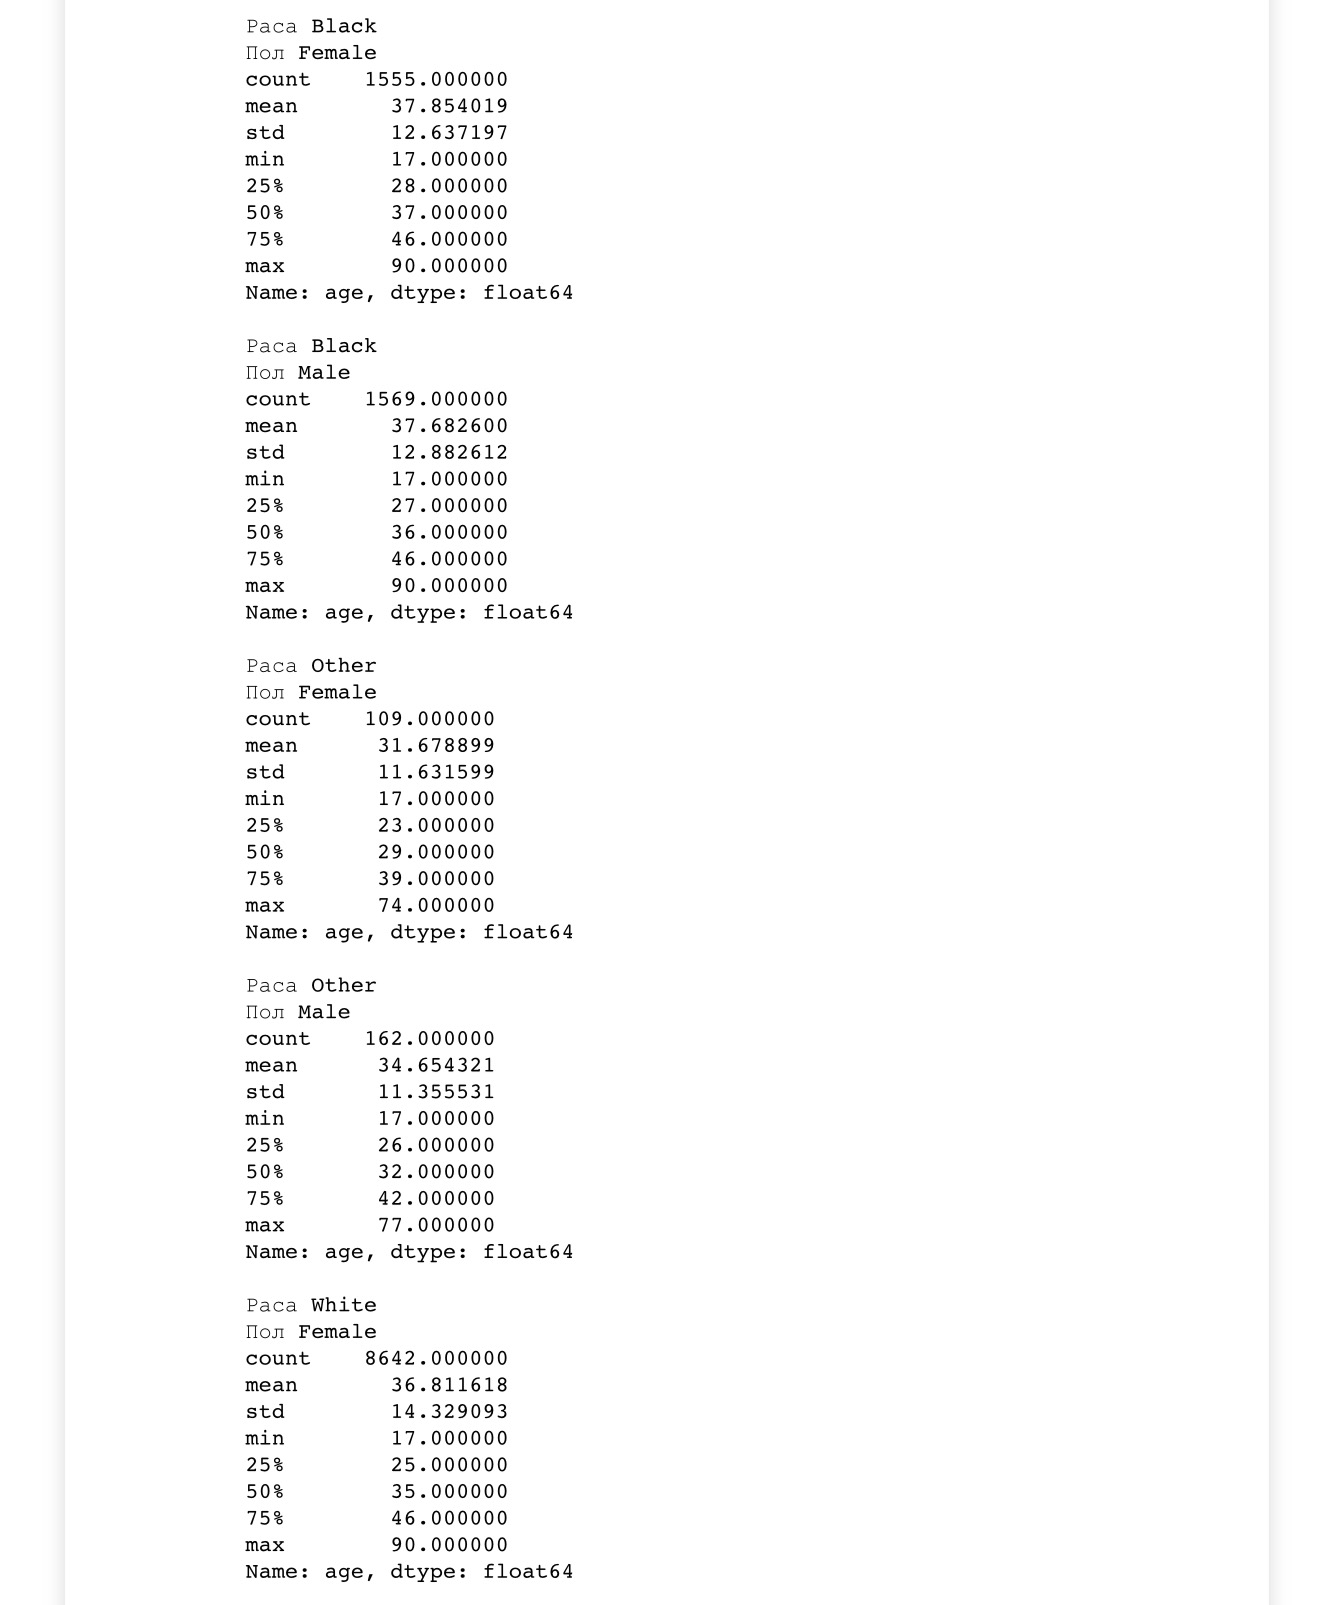 Раса Black
Пол Female
count    1555.000000
mean       37.854019
std        12.637197
min        17.000000
25%        28.000000
50%        37.000000
75%        46.000000
max        90.000000
Name: age, dtype: float64
Раса Black
Пол Male
count    1569.000000
mean       37.682600
std        12.882612
min        17.000000
25%        27.000000
50%        36.000000
75%        46.000000
max        90.000000
Name: age, dtype: float64
Раса Other
Пол Female
count    109.000000
mean      31.678899
std       11.631599
min       17.000000
25%       23.000000
50%       29.000000
75%       39.000000
max       74.000000
Name: age, dtype: float64
Раса Other
Пол Male
count    162.000000
mean      34.654321
std       11.355531
min       17.000000
25%       26.000000
50%       32.000000
75%       42.000000
max       77.000000
Name: age, dtype: float64
Раса White
Пол Female
count    8642.000000
mean       36.811618
std        14.329093
min        17.000000
25%        25.000000
50%        35.000000
75%        46.000000
max        90.000000
Name: age, dtype: float64